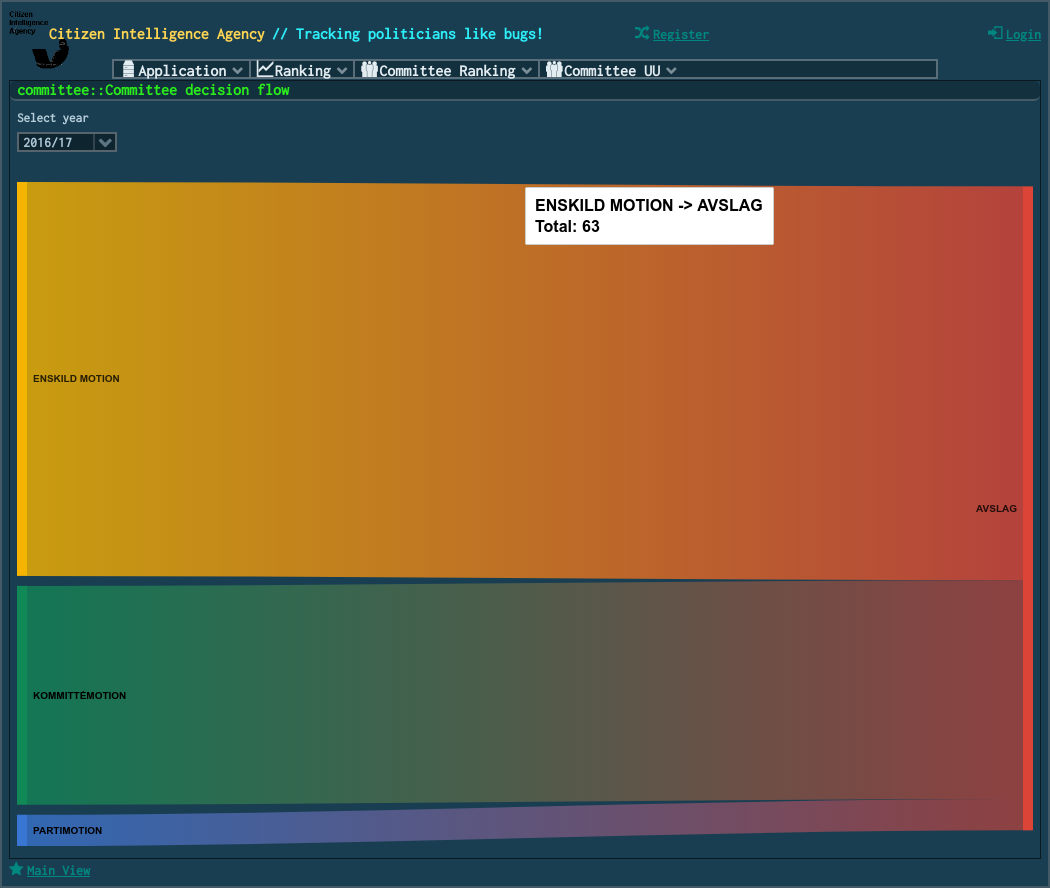 Citizen
Intelligence
Agency
Citizen Intelligence Agency // Tracking politicians like bugs!
Register
Login
Application
Ranking
Committee Ranking
Committee UU
committee::Committee decision flow
Select year
2016/17
ENSKILD MOTION -> AVSLAG
Total: 63
ENSKILD MOTION
AVSLAG
KOMMITTÉMOTION
PARTIMOTION
Main View